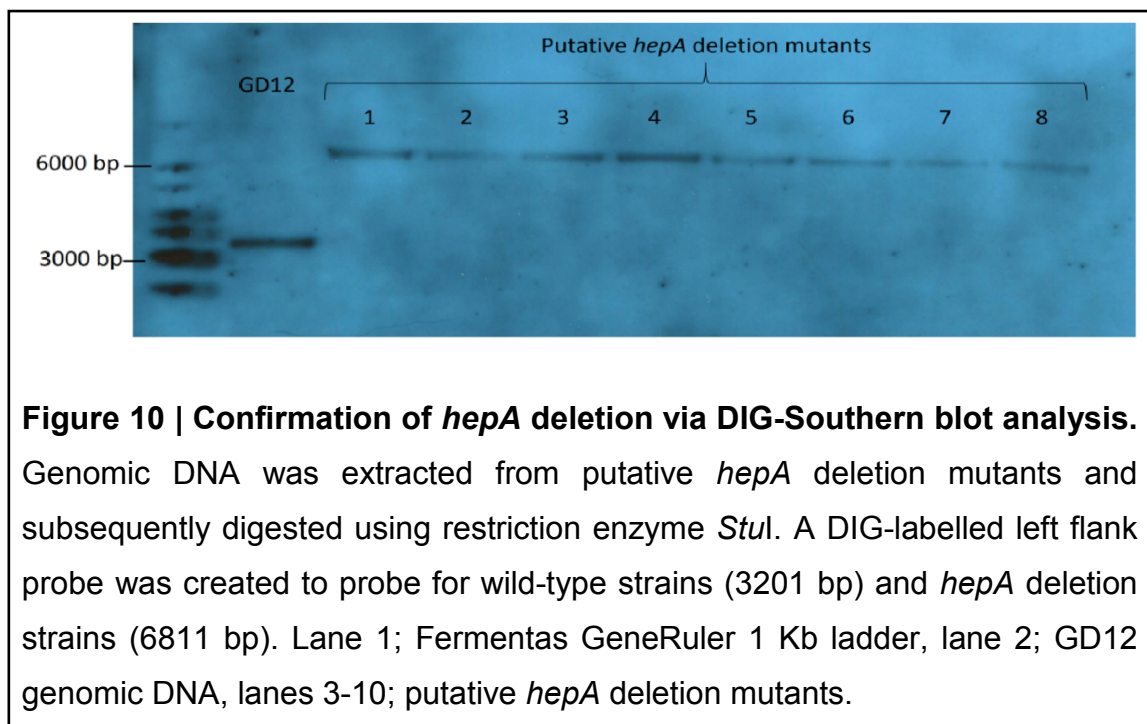 Putative hepA deletion mutants
GD12
1 2 3 4 5 6 7 8
6000 bp
3000 bp
Figure 10 | Confirmation of hepA deletion via DIG-Southern blot analysis.
Genomic DNA was extracted from putative hepA deletion mutants and
subsequently digested using restriction enzyme StuI. A DIG-labelled left flank
probe was created to probe for wild-type strains (3201 bp) and hepA deletion
strains (6811 bp). Lane 1; Fermentas GeneRuler 1 Kb ladder, lane 2; GD12
genomic DNA, lanes 3-10; putative hepA deletion mutants.